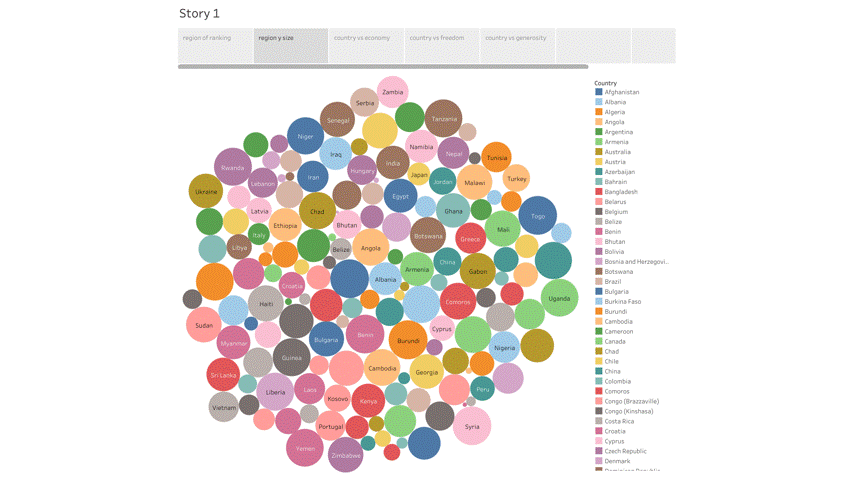 Story 1
region of ranking
region y size
country vs economy
country vs freedom
country vs generosity
Zambia
Serbia
Senegal
Tanzania
Niger
Iraq
Namibia
Nepal
Tunisia
Rwanda
Hungary
India
Japan
Jordan
Malawi
Turkey
Lebanon
Iran
Ukraine
Egypt
Latvia
Chad
Ghana
Togo
Ethiopia
Bhutan
Mali
Italy
Botswana
Greece
Libya
Belize
Angola
China
Armenia
Gabon
Albania
Croatia
Haiti
Comoros
Uganda
Sudan
Cyprus
Myanmar
Bulgaria
Benin
Burundi
Nigeria
Guinea
Sri Lanka
Cambodia
Georgia
Liberia
Laos
Kosovo
Kenya
Peru
Vietnam
Portugal
Syria
Yemen
Zimbabwe
Country
Afghanistan
Albania
Algeria
Angola
Argentina
Armenia
Australia
Austria
Azerbaijan
Bahrain
Bangladesh
Belarus
Belgium
Belize
Benin
Bhutan
Bolivia
Bosnia and Herzegovi..
Botswana
Brazil
Bulgaria
Burkina Faso
Burundi
Cambodia
Cameroon
Canada
Chad
Chile
China
Colombia
Comoros
Congo (Brazzaville)
Congo (Kinshasa)
Costa Rica
Croatia
Cyprus
Czech Republic
Denmark
Dominican Republic